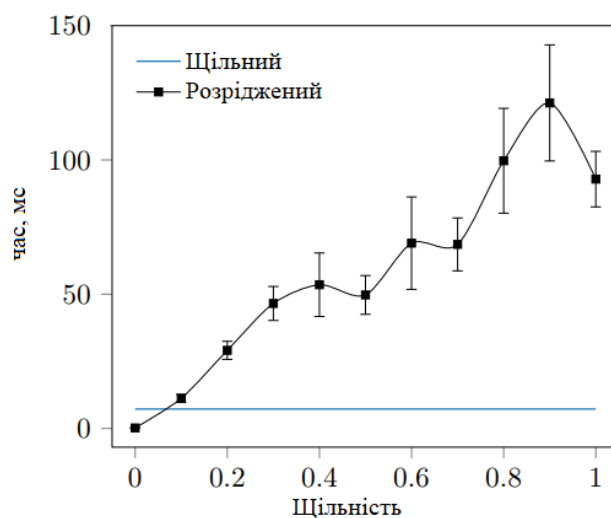 150
100
50
0
час, мс
Щільний
Розріджений
0 0.2 0.4 0.6 0.8 1
Щільність